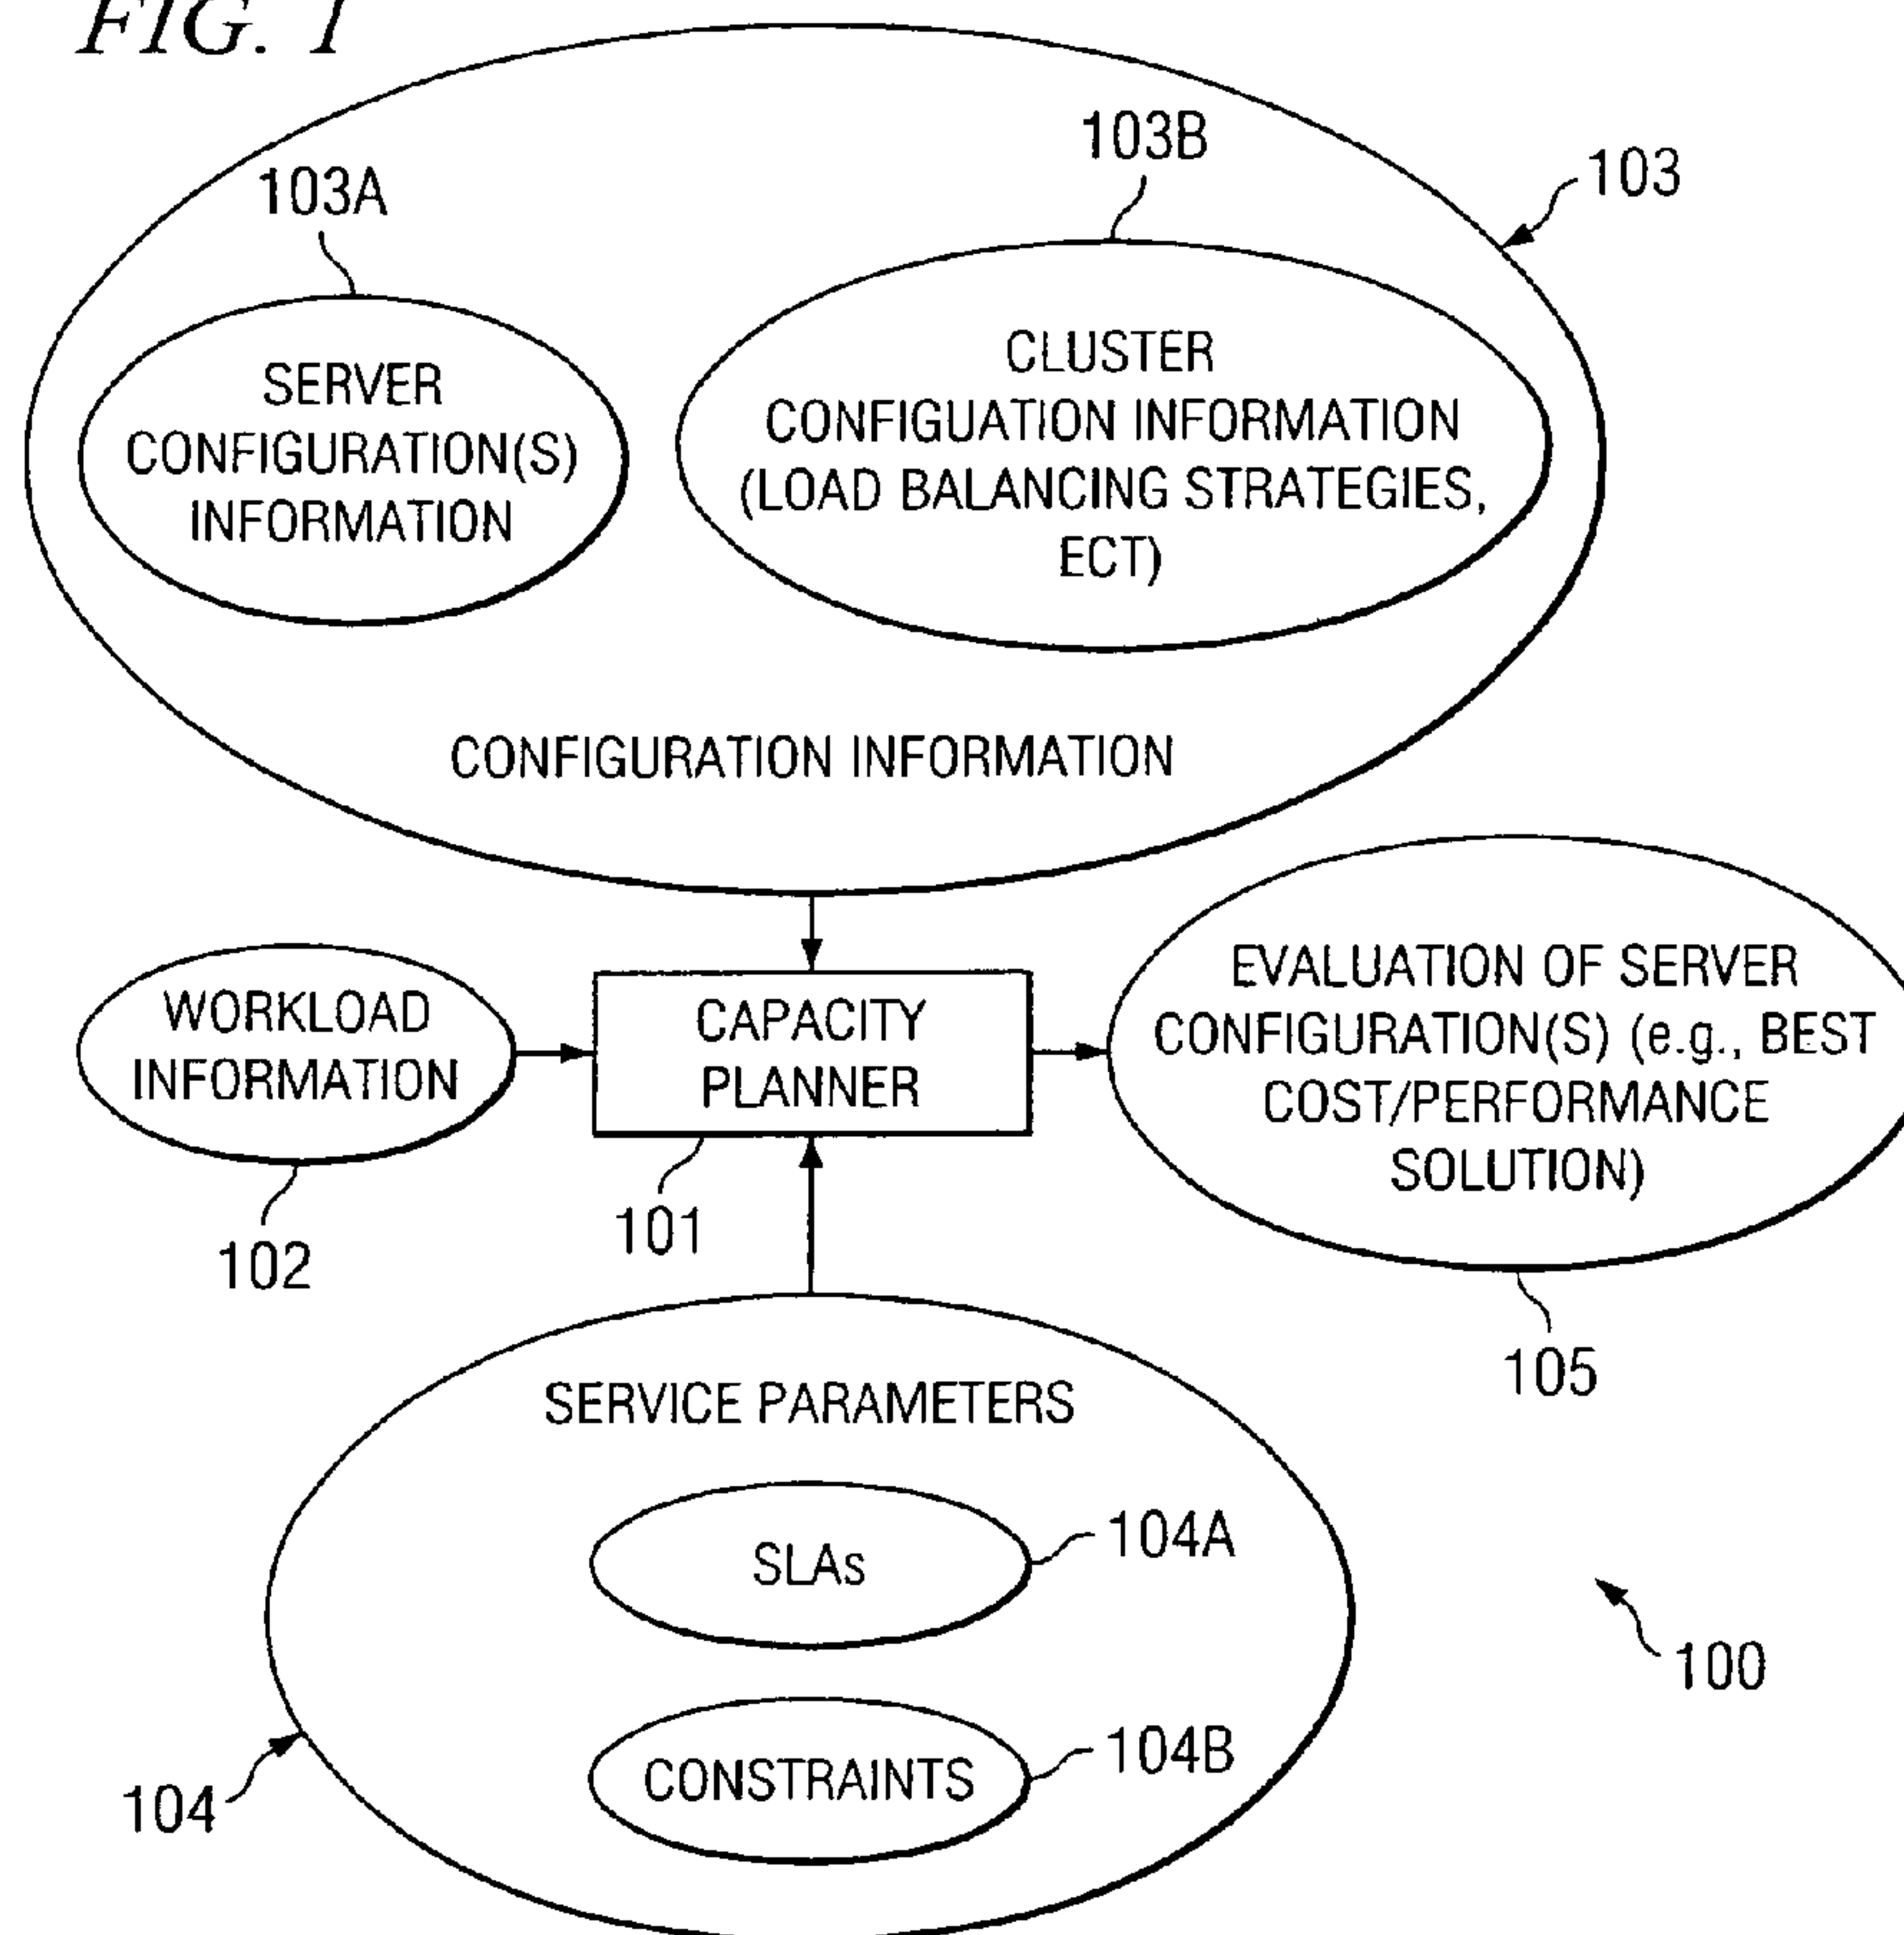 FIG. 1
103B
103
103A
SERVER
CONFIGURATION(S)
INFORMATION
CLUSTER
CONFIGUATION INFORMATION
(LOAD BALANCING STRATEGIES,
ECT)
CONFIGURATION INFORMATION
WORKLOAD
INFORMATION
102
CAPACITY
PLANNER
101
EVALUATION OF SERVER
CONFIGURATION(S) (e.g., BEST
COST/PERFORMANCE
SOLUTION)
105
SERVICE PARAMETERS
SLAs
104A
CONSTRAINTS
104B
104
100